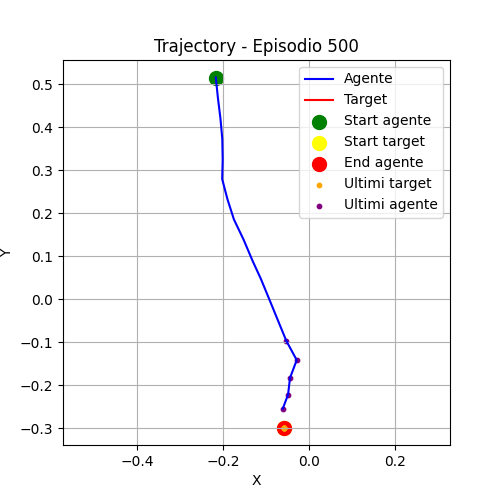 Trajectory - Episodio 500
Agente
Target
Start agente
Start target
End agente
Ultimi target
Ultimi agente
0.5
0.4
0.3
0.2
0.1
0.0
−0.1
−0.2
−0.3
Y
−0.4
−0.2
0.0
0.2
X